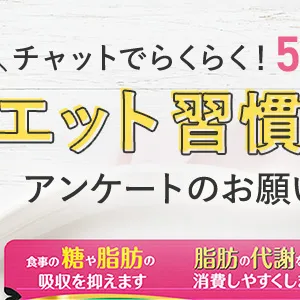 チャットでらくらく！5
エット習慣
アンケートのお願い
食事の糖や脂肪の
吸収を抑えます
脂肪の代謝を
消費しやすくし